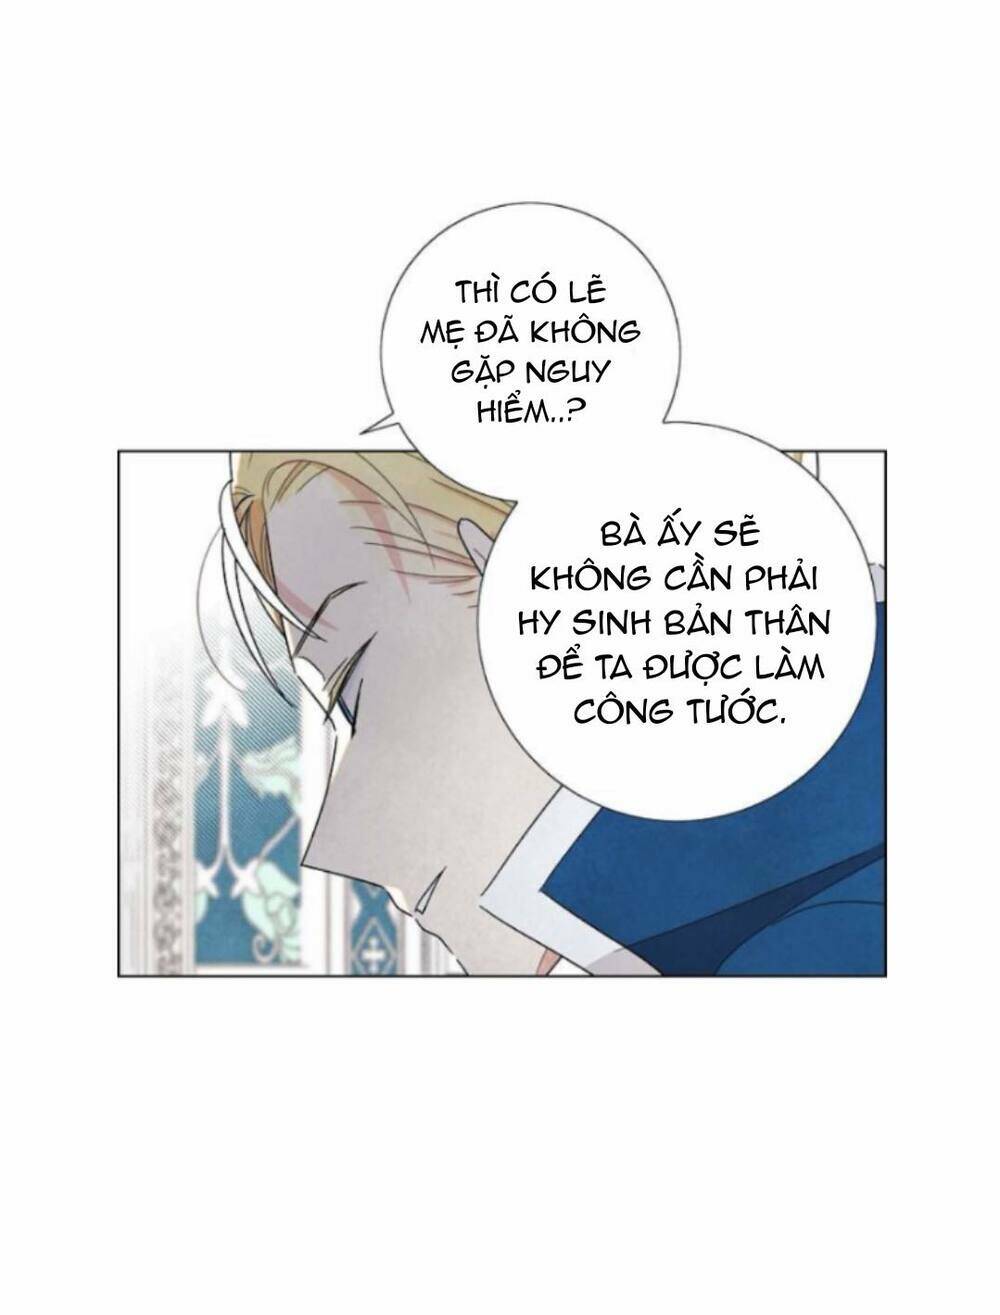 THÌ CÓ LẼ
MẸ ĐÃ KHÔNG
GẶP NGUY
HIỂM..?
BÀ ẤY SẼ
KHÔNG CẦN PHẢI
HY SINH BẢN THÂN
ĐỂ TA ĐƯỢC LÀM
CÔNG TƯỚC.